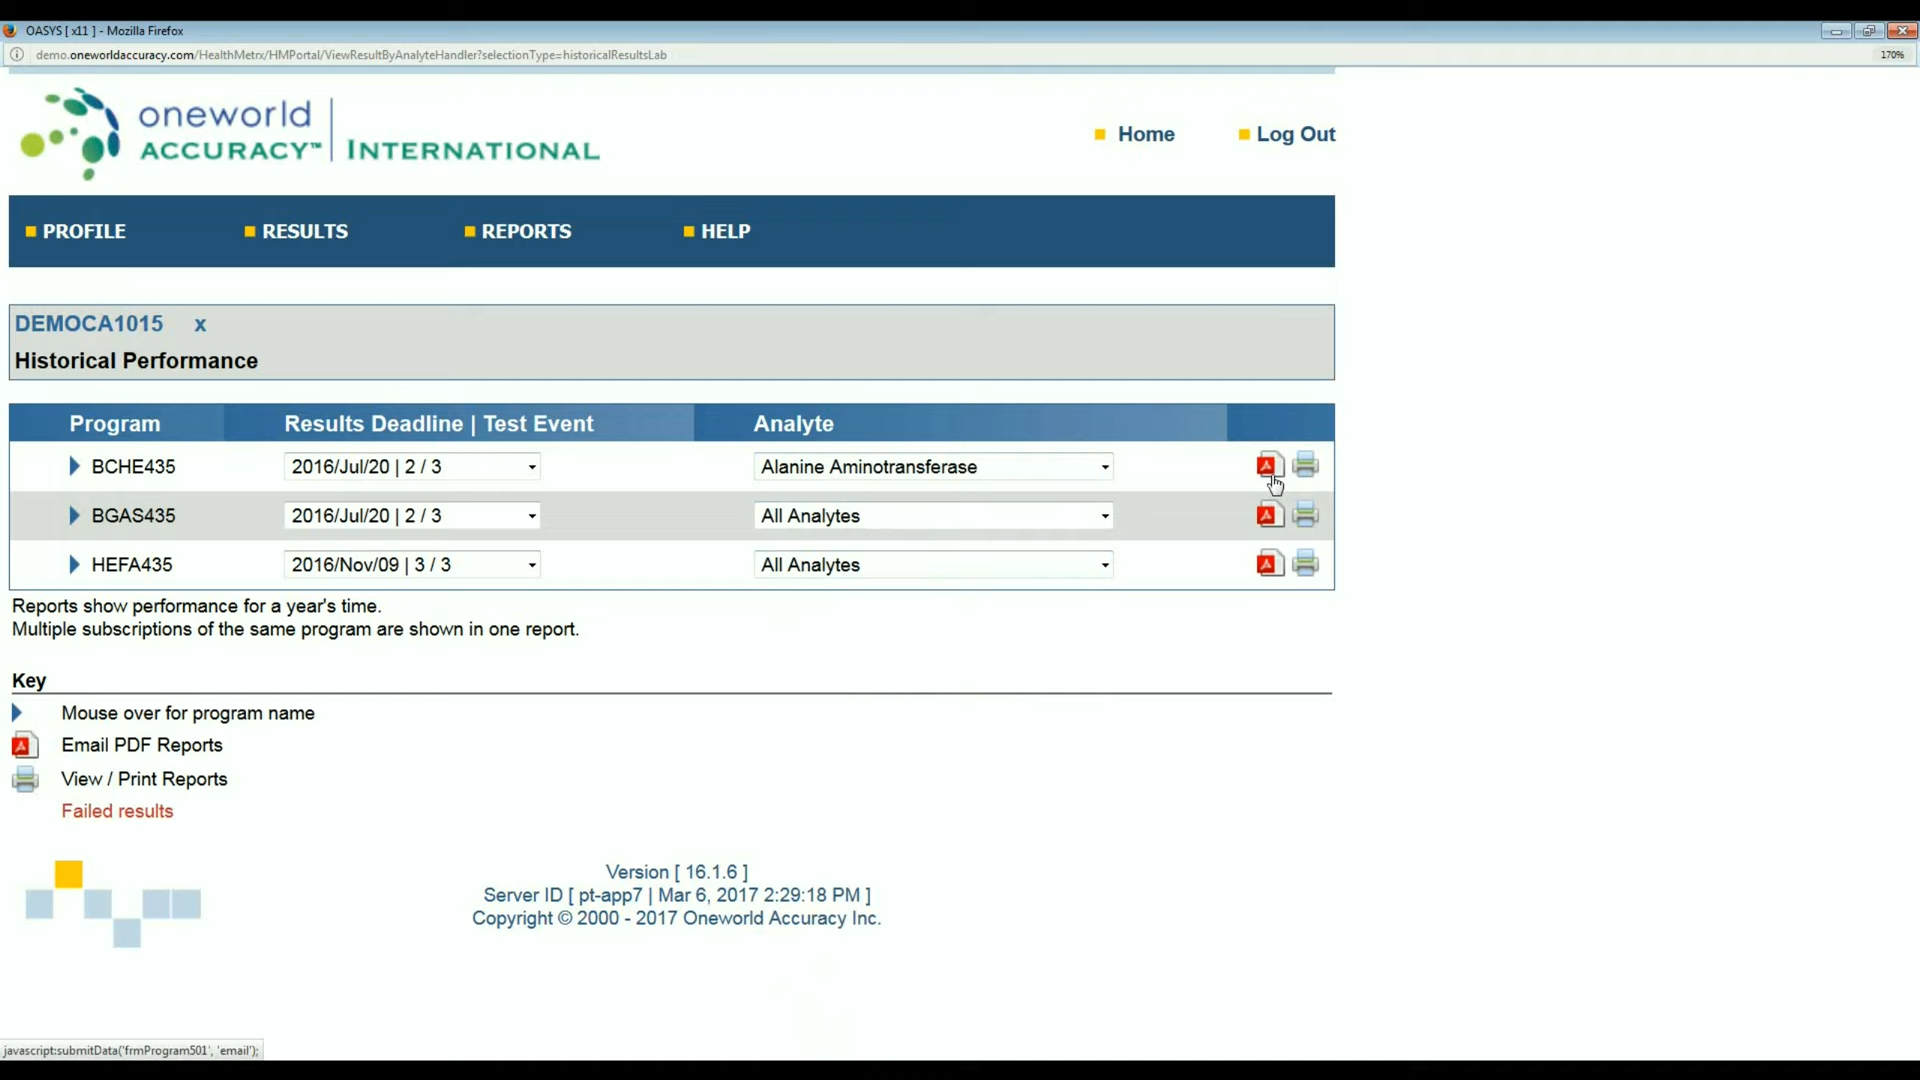 OASYS [ x11 ] - Mozilla Firefox
demo.oneworldaccuracy.com/HealthMetrx/HMPortal/ViewResultByAnalyteHandler?selectionType=historicalResultsLab
170%
oneworld
ACCURACY™ INTERNATIONAL
Home
Log Out
PROFILE
RESULTS
REPORTS
HELP
DEMOCA1015 x
Historical Performance
Program Results Deadline | Test Event Analyte
BCHE435 2016/Jul/20 | 2 / 3 Alanine Aminotransferase
BGAS435 2016/Jul/20 | 2 / 3 All Analytes
HEFA435 2016/Nov/09 | 3 / 3 All Analytes
Reports show performance for a year's time.
Multiple subscriptions of the same program are shown in one report.
Key
Mouse over for program name
Email PDF Reports
View / Print Reports
Failed results
Version [ 16.1.6 ]
Server ID [ pt-app7 | Mar 6, 2017 2:29:18 PM ]
Copyright © 2000 - 2017 Oneworld Accuracy Inc.
javascript:submitData('frmProgram501', 'email');